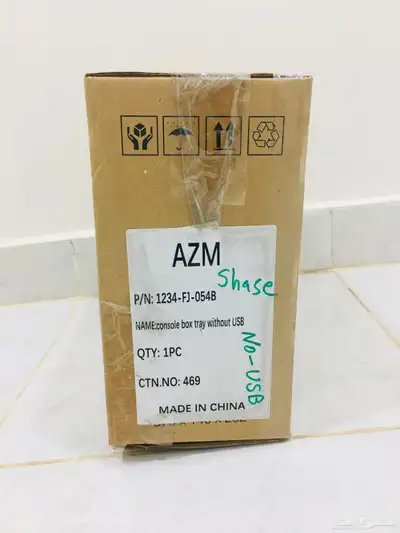 AZM
Shase
P/N: 1234-FJ-054B
NAME:console box tray without USB
QTY: 1PC
No-USB
CTN.NO: 469
MADE IN CHINA